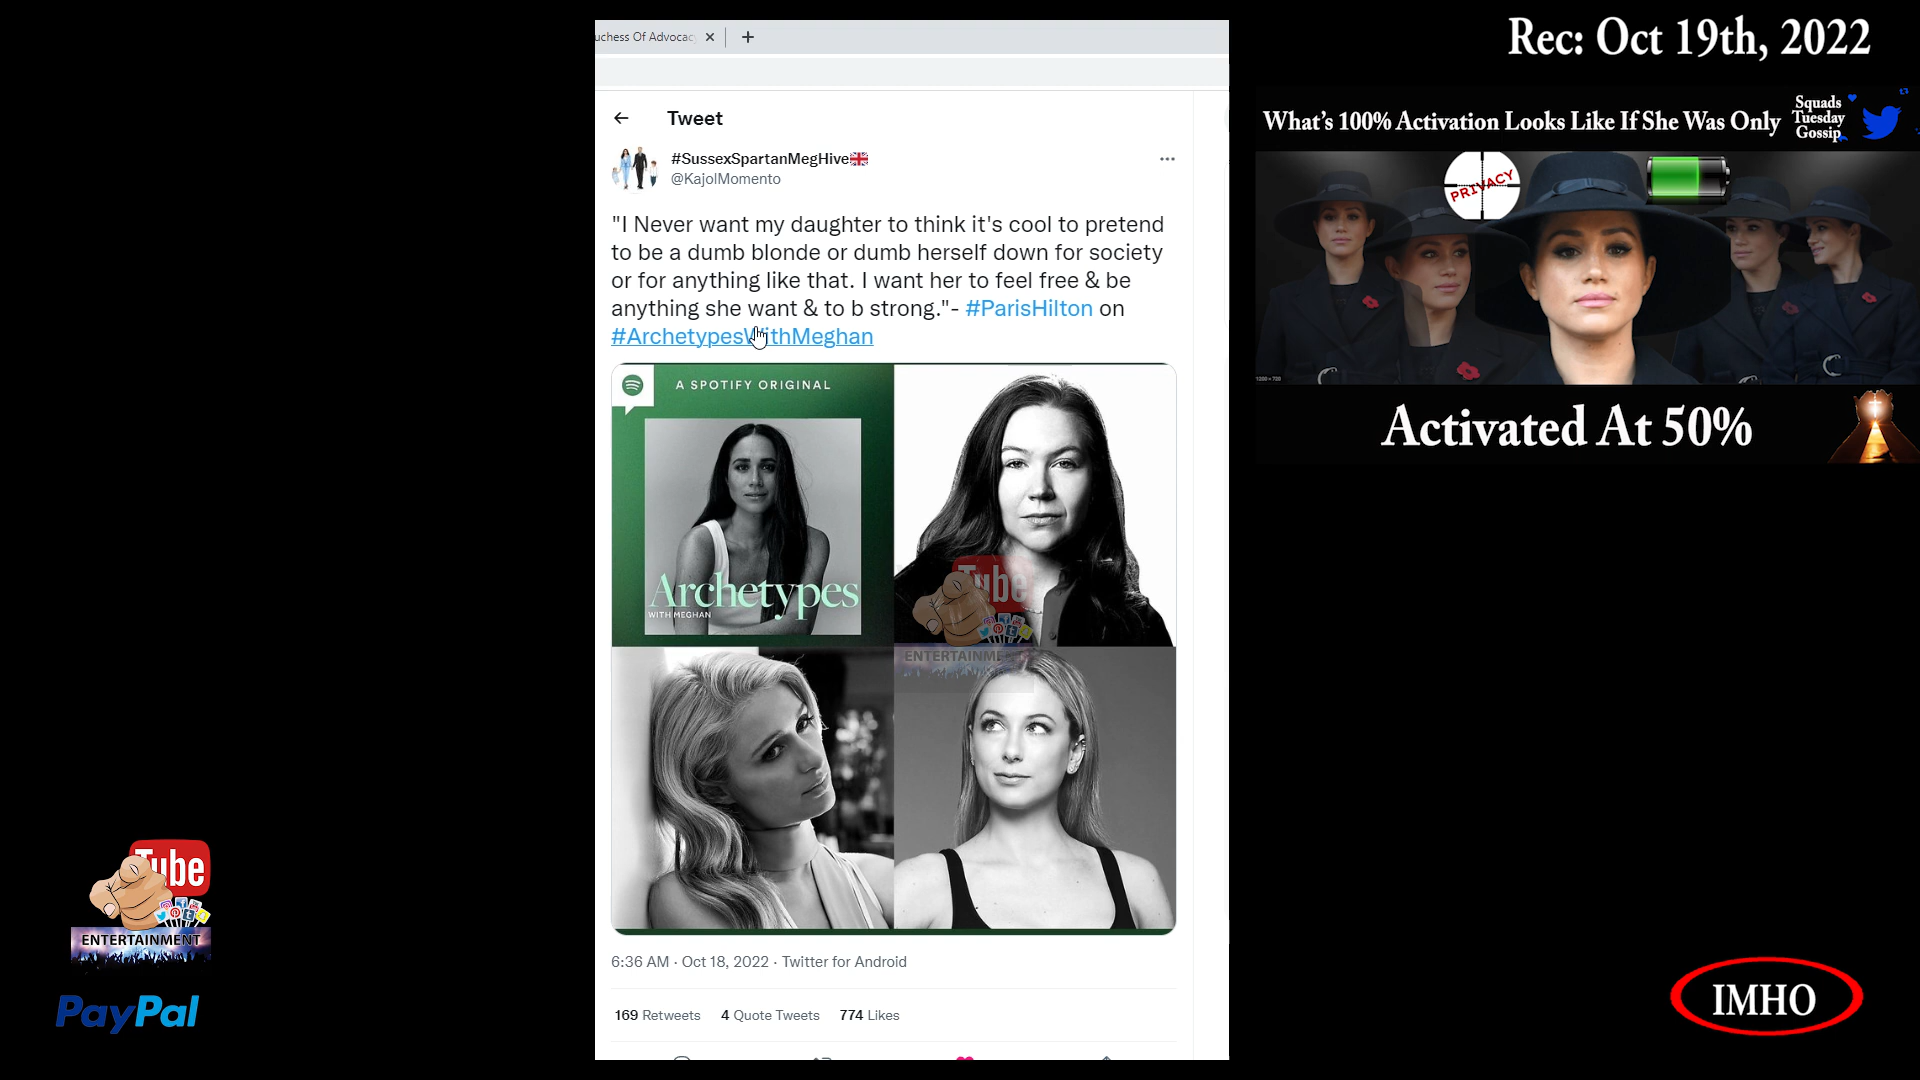 uchess Of Advocac
Rec: Oct 19th, 2022
What's 100% Activation Looks Like If She Was Only
Squads
Tuesday
Gossip
PRIVACY
Activated At 50%
Tweet
#SussexSpartanMegHive
@KajolMomento
"I Never want my daughter to think it's cool to pretend
to be a dumb blonde or dumb herself down for society
or for anything like that. I want her to feel free & be
anything she want & to b strong."- #ParisHilton on
#ArchetypesWithMeghan
A SPOTIFY ORIGINAL
Archetypes
WITH MEGHAN
Tube
ENTERTAINME
6:36 AM · Oct 18, 2022 · Twitter for Android
169 Retweets 4 Quote Tweets 774 Likes
Tube
ENTERTAINMENT
PayPal
IMHO